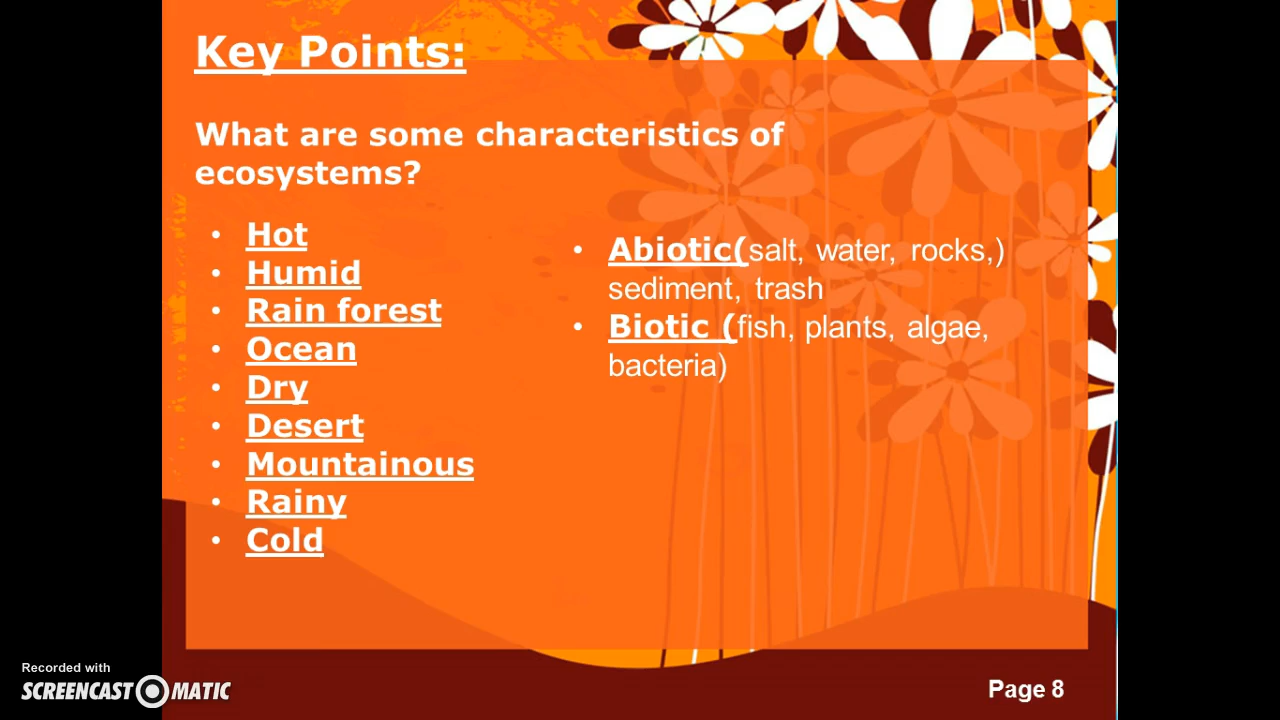 Key Points:
What are some characteristics of
ecosystems?
• Hot
• Humid
• Rain forest
• Ocean
• Dry
• Desert
• Mountainous
• Rainy
• Cold
• Abiotic(salt, water, rocks,)
sediment, trash
• Biotic (fish, plants, algae,
bacteria)
Recorded with
SCREENCAST MATIC
Page 8